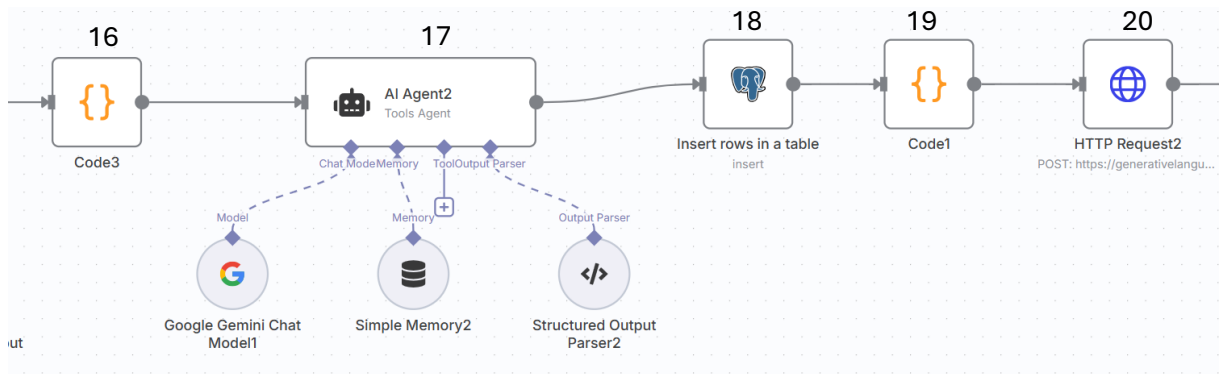 16
17
18
19
20
AI Agent2
Tools Agent
Code3
Insert rows in a table
insert
Code1
HTTP Request2
POST: https://generativelangu...
Chat Model
Memory
Tool
Output Parser
Model
Memory
Output Parser
Google Gemini Chat
Model1
Simple Memory2
Structured Output
Parser2
ut